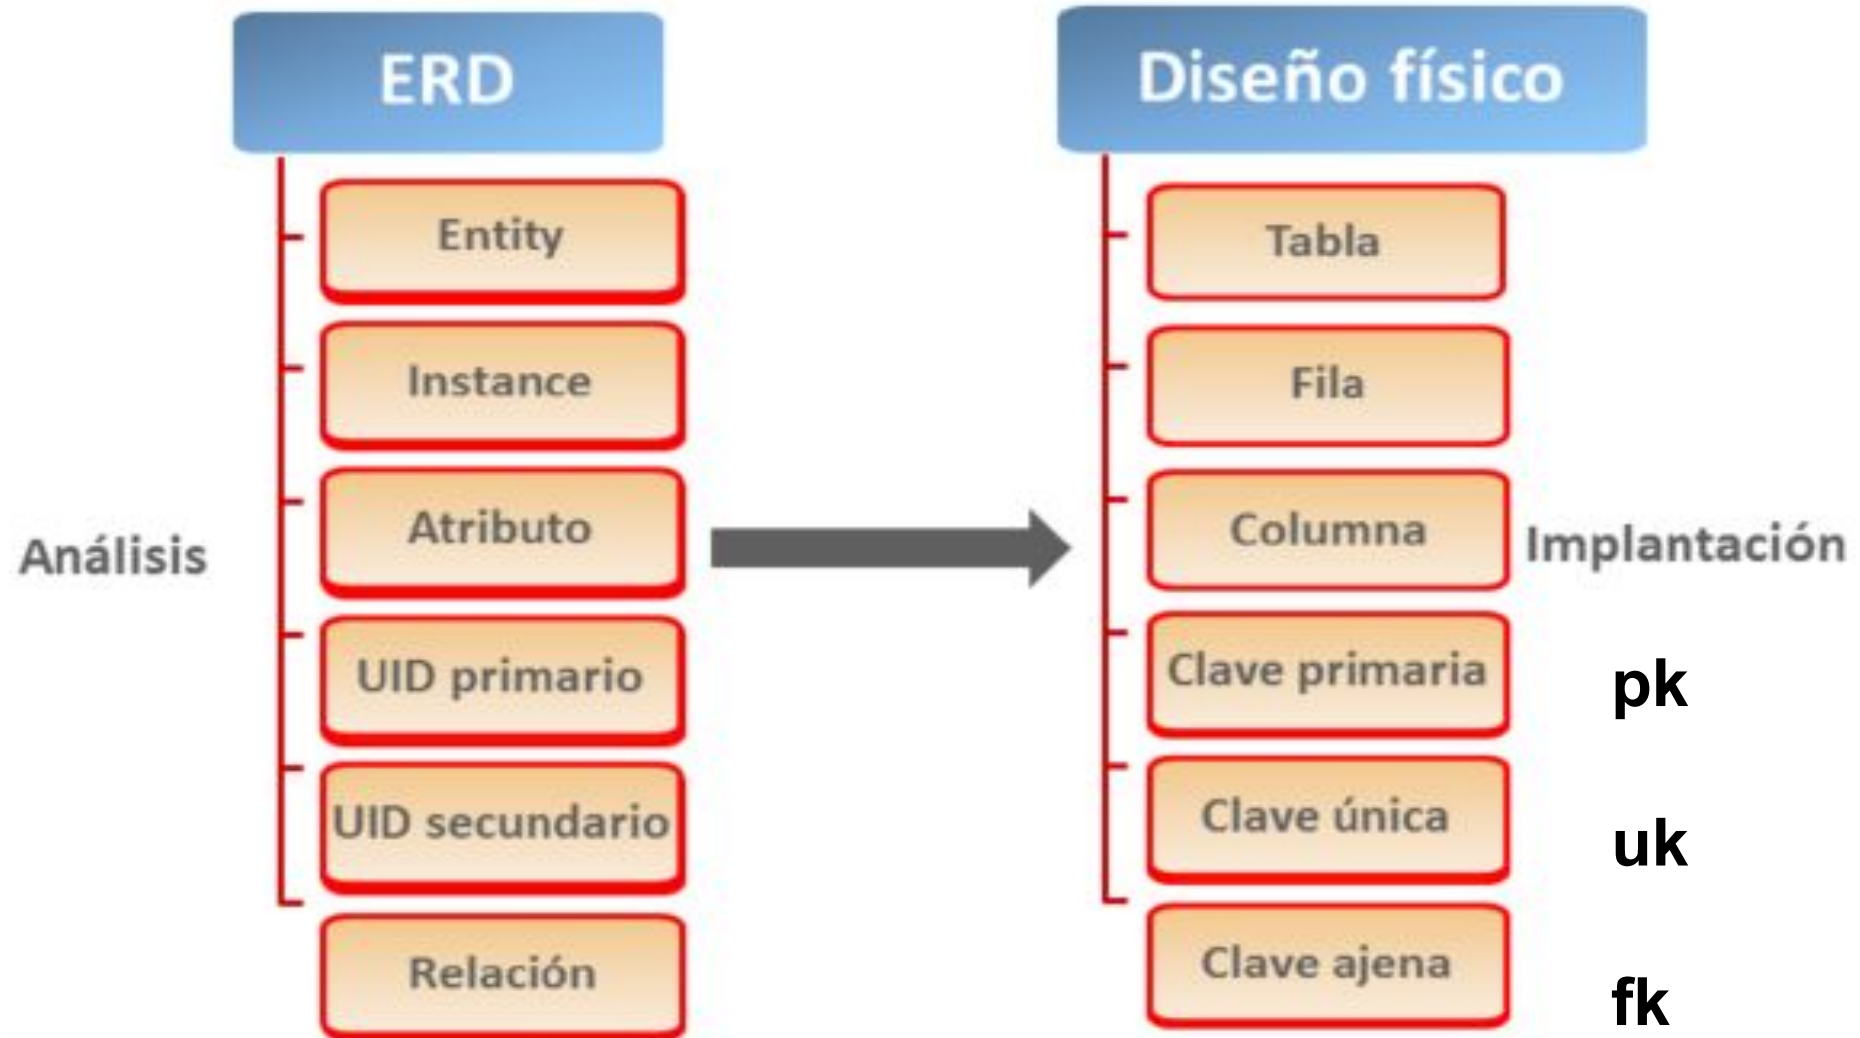 ERD
Diseño físico
Entity
Tabla
Instance
Fila
Análisis
Atributo
Columna
Implantación
UID primario
Clave primaria
pk
UID secundario
Clave única
uk
Relación
Clave ajena
fk